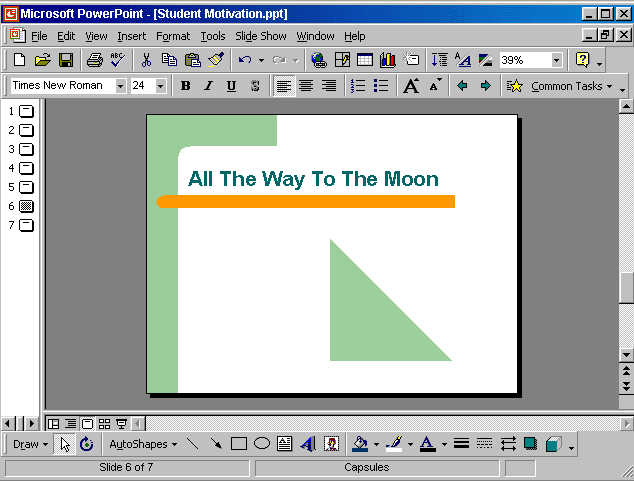 Microsoft PowerPoint - [Student Motivation.ppt]
File Edit View Insert Format Tools Slide Show Window Help
ABC
39%
Times New Roman 24 B I U S A A Common Tasks
1
2
3
4
5
6
7
All The Way To The Moon
Draw AutoShapes A A
Slide 6 of 7 Capsules